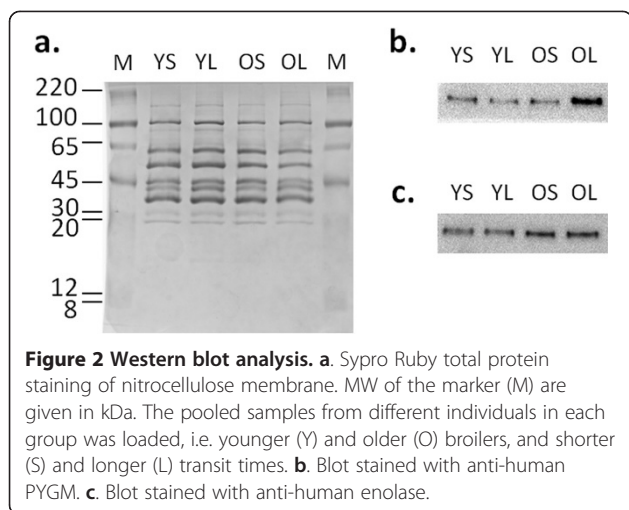 a.
M YS YL OS OL M
220
100
65
45
30
20
12
8
b.
YS YL OS OL
c.
YS YL OS OL
Figure 2 Western blot analysis. a. Sypro Ruby total protein
staining of nitrocellulose membrane. MW of the marker (M) are
given in kDa. The pooled samples from different individuals in each
group was loaded, i.e. younger (Y) and older (O) broilers, and shorter
(S) and longer (L) transit times. b. Blot stained with anti-human
PYGM. c. Blot stained with anti-human enolase.